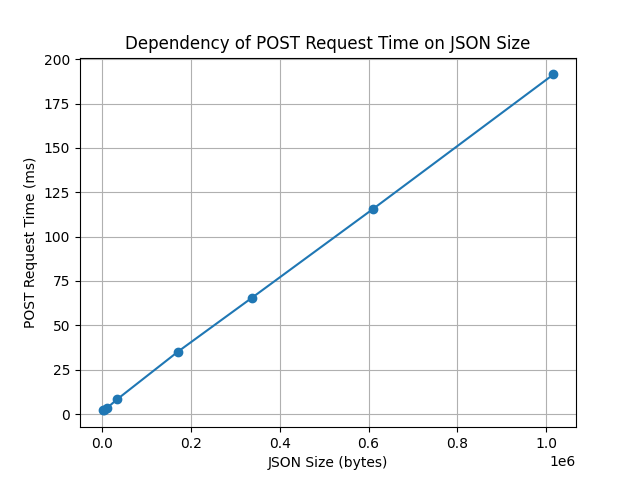 Dependency of POST Request Time on JSON Size
200
175
150
125
100
75
50
25
0
POST Request Time (ms)
0.0 0.2 0.4 0.6 0.8 1.0
1e6
JSON Size (bytes)